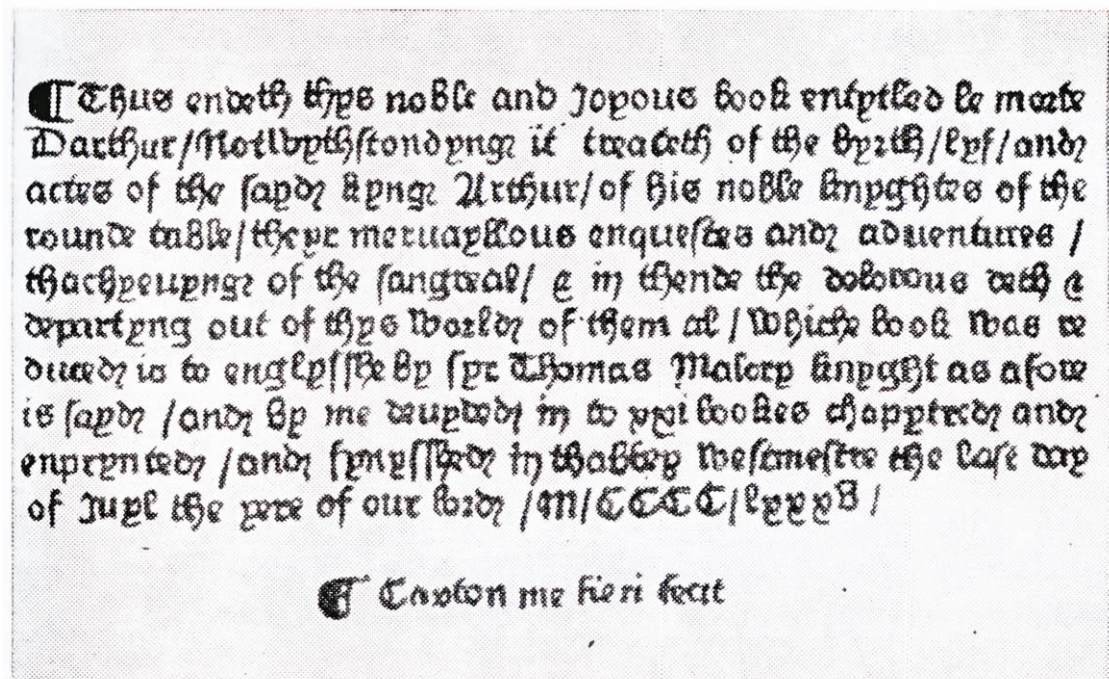 ¶ Thus endeth thys noble and Joyous book entytled le morte
Darthur/Notwythstondyng it treateth of the byrth/lyf/and
actes of the sayd kyng Arthur/of his noble knyghtes of the
rounde table/theyr meruayllous enquestes and aduentures /
thachyeuyng of the sangreal/ & in thende the dolorous deth &
departyng out of thys world of them al / Whiche book was re
duced in to englysshe by syr Thomas Malory knyght as afore
is sayd /and by me deuyded in to xxi bookes chapytred and
enprynted /and fynysshed in thabbey westmestre the last day
of Juyl the yere of our lord /M/CCCC/lxxxV /
¶ Caxton me fieri fecit